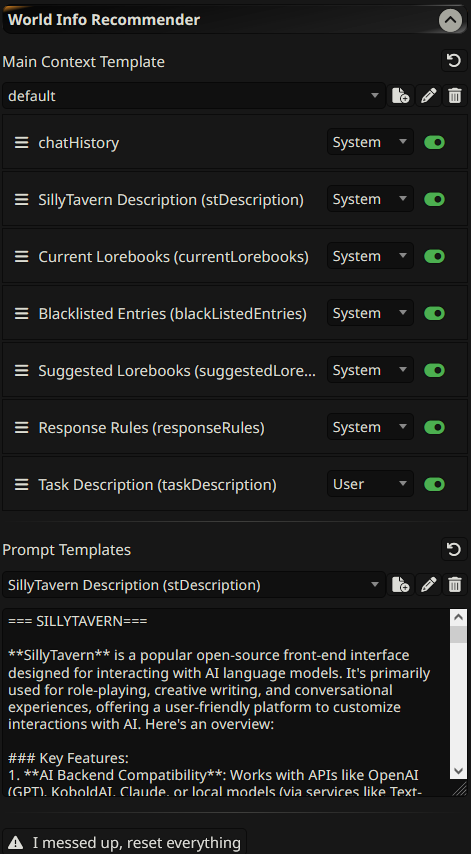 World Info Recommender
Main Context Template
default
chatHistory System
SillyTavern Description (stDescription) System
Current Lorebooks (currentLorebooks) System
Blacklisted Entries (blackListedEntries) System
Suggested Lorebooks (suggestedLore... System
Response Rules (responseRules) System
Task Description (taskDescription) User
Prompt Templates
SillyTavern Description (stDescription)
=== SILLYTAVERN===
**SillyTavern** is a popular open-source front-end interface
designed for interacting with AI language models. It's primarily
used for role-playing, creative writing, and conversational
experiences, offering a user-friendly platform to customize
interactions with AI. Here's an overview:
### Key Features:
1. **AI Backend Compatibility**: Works with APIs like OpenAI
(GPT), KoboldAI, Claude, or local models (via services like Text-
I messed up, reset everything